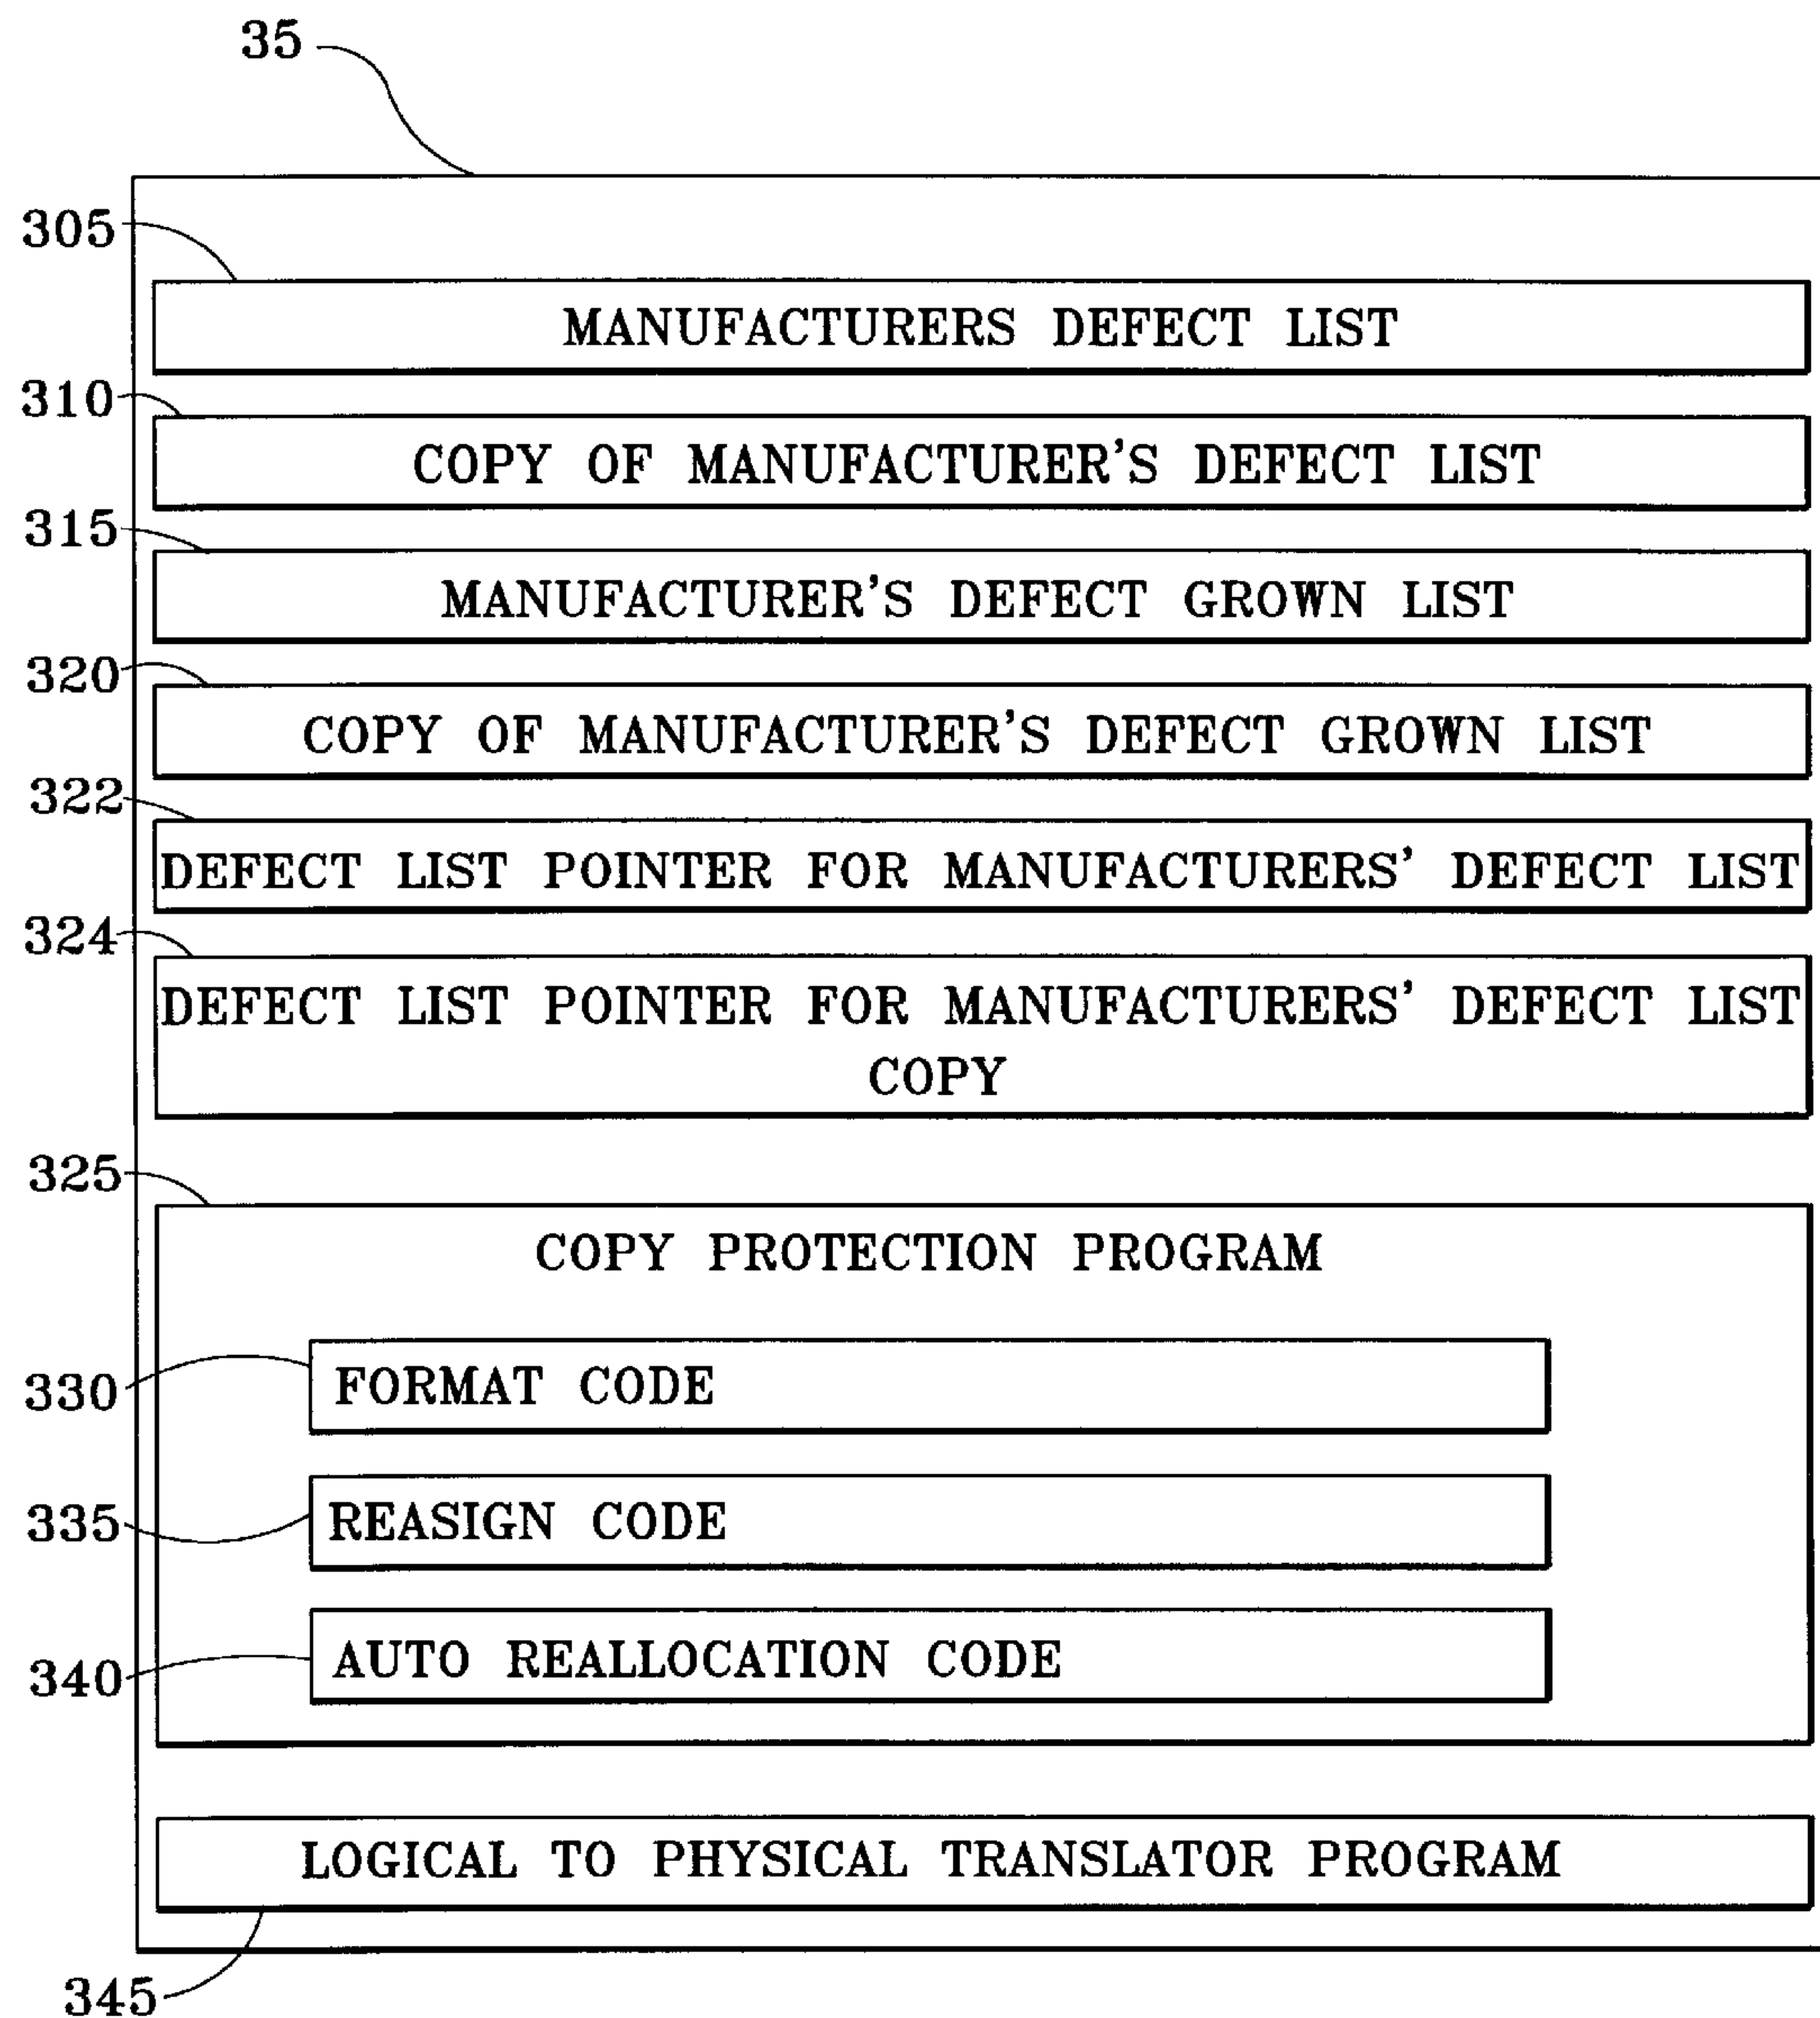 35
305
MANUFACTURERS DEFECT LIST
310
COPY OF MANUFACTURER'S DEFECT LIST
315
MANUFACTURER'S DEFECT GROWN LIST
320
COPY OF MANUFACTURER'S DEFECT GROWN LIST
322
DEFECT LIST POINTER FOR MANUFACTURERS' DEFECT LIST
324
DEFECT LIST POINTER FOR MANUFACTURERS' DEFECT LIST
COPY
325
COPY PROTECTION PROGRAM
330
FORMAT CODE
335
REASIGN CODE
340
AUTO REALLOCATION CODE
LOGICAL TO PHYSICAL TRANSLATOR PROGRAM
345